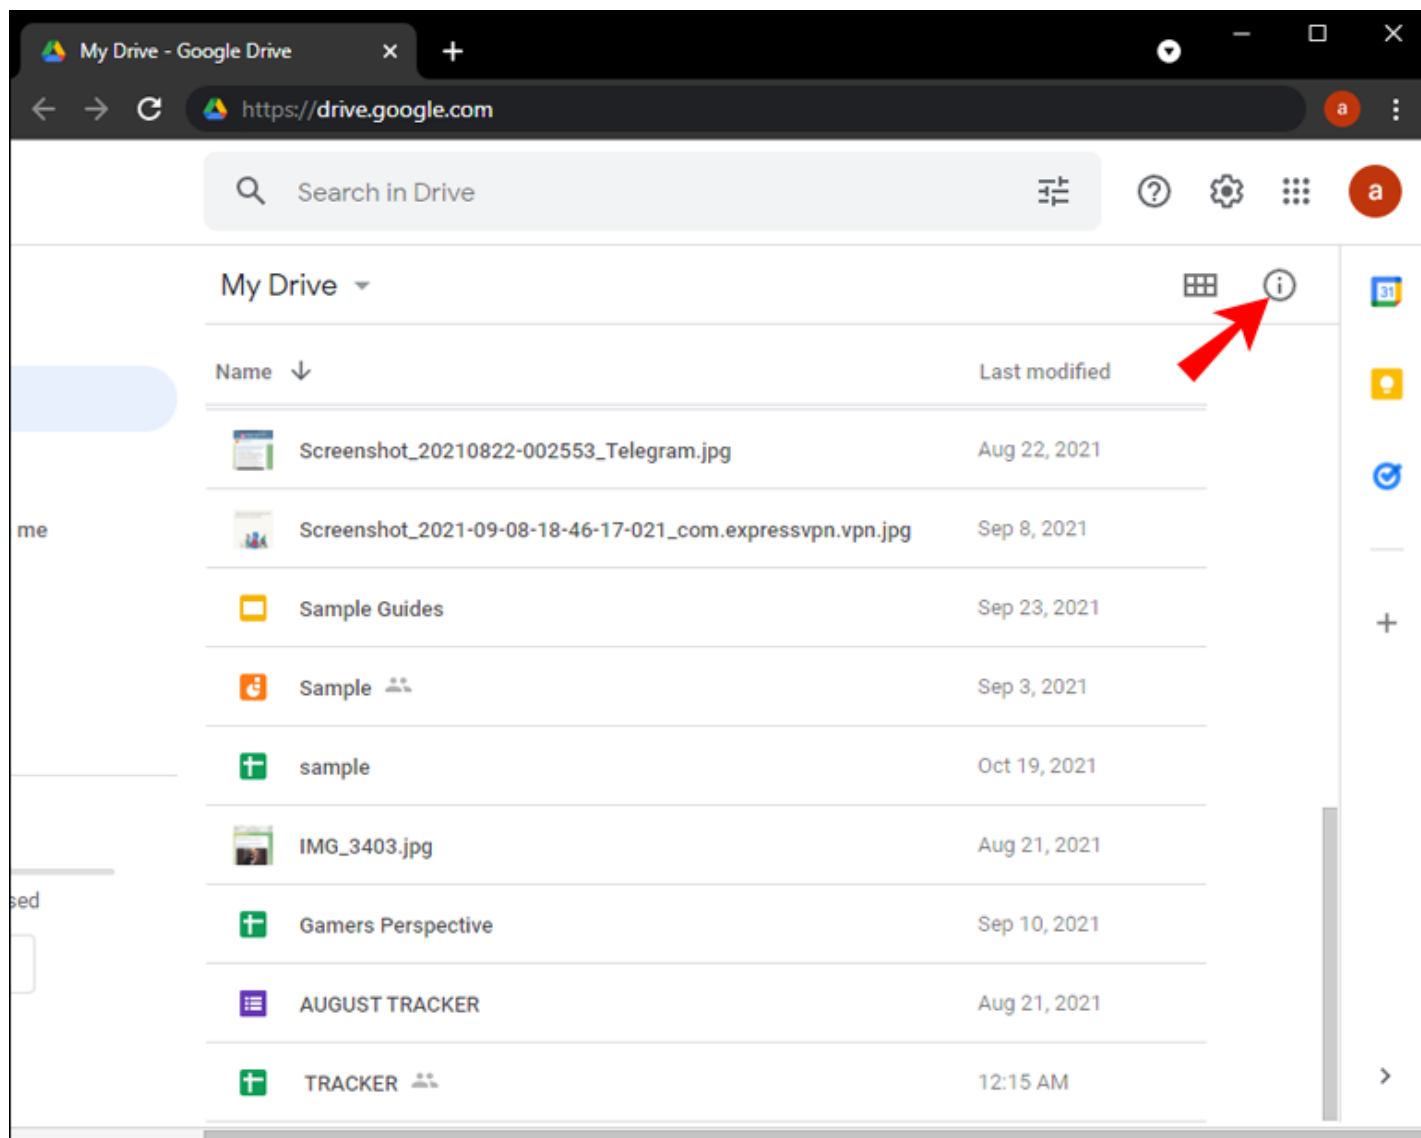 My Drive - Google Drive
https://drive.google.com
a
Search in Drive
a
My Drive
31
Name
Last modified
Screenshot_20210822-002553_Telegram.jpg
Aug 22, 2021
me
Screenshot_2021-09-08-18-46-17-021_com.expressvpn.vpn.jpg
Sep 8, 2021
Sample Guides
Sep 23, 2021
Sample
Sep 3, 2021
sample
Oct 19, 2021
IMG_3403.jpg
Aug 21, 2021
sed
Gamers Perspective
Sep 10, 2021
AUGUST TRACKER
Aug 21, 2021
TRACKER
12:15 AM